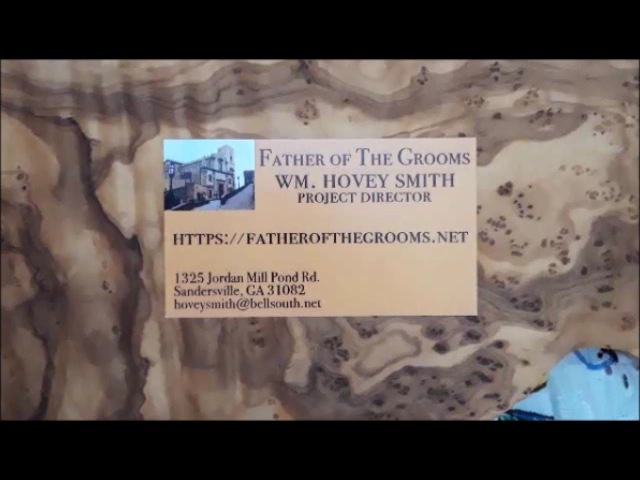 FATHER OF THE GROOMS
WM. HOVEY SMITH
PROJECT DIRECTOR
HTTPS://FATHEROFTHEGROOMS.NET
1325 Jordan Mill Pond Rd.
Sandersville, GA 31082
hoveysmith@bellsouth.net